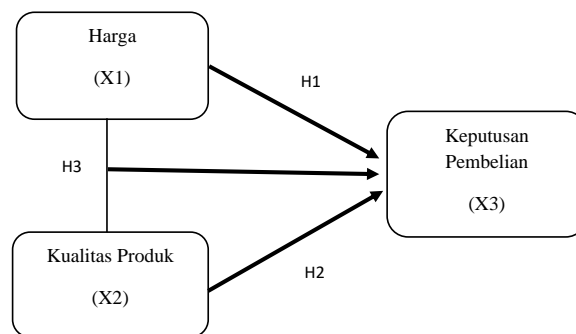 Harga
(X1)
H1
Keputusan
Pembelian
(X3)
H3
Kualitas Produk
(X2)
H2